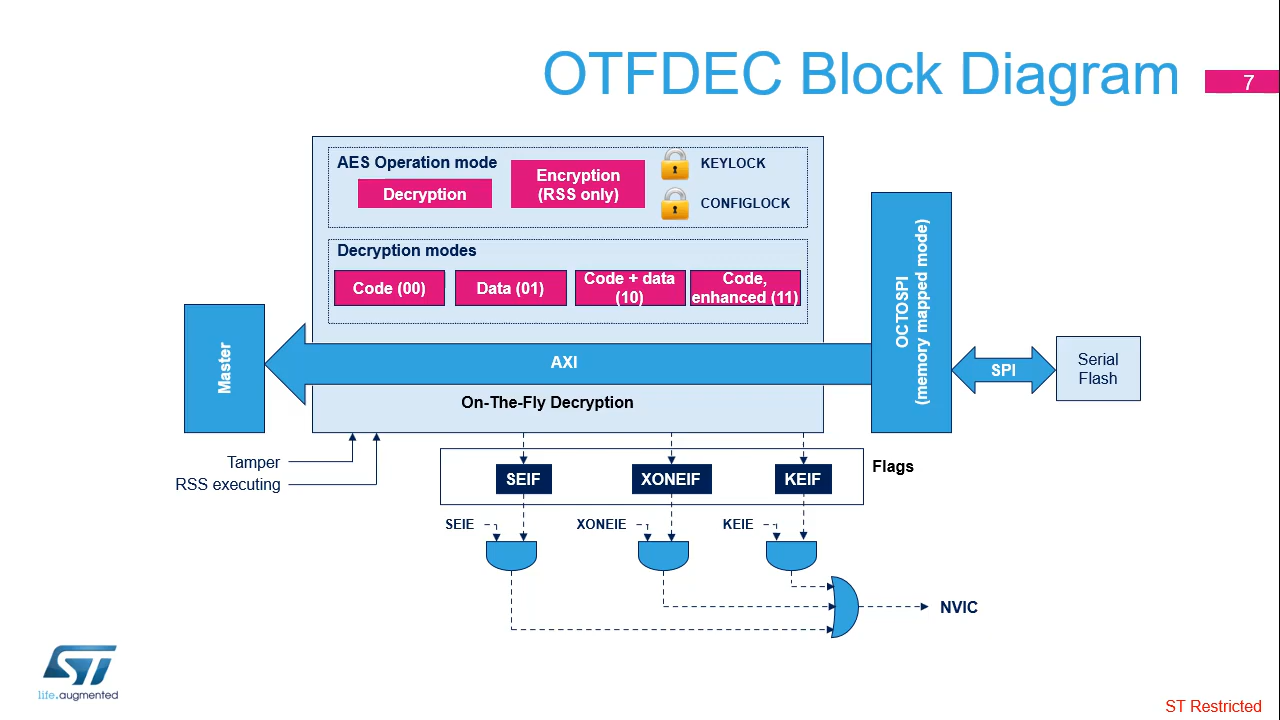 OTFDEC Block Diagram
7
AES Operation mode
Decryption
Encryption
(RSS only)
KEYLOCK
CONFIGLOCK
Decryption modes
Code (00)
Data (01)
Code + data
(10)
Code,
enhanced (11)
Master
AXI
On-The-Fly Decryption
OCTOSPI
(memory mapped mode)
SPI
Serial
Flash
Tamper
RSS executing
SEIF
XONEIF
KEIF
Flags
SEIE
XONEIE
KEIE
NVIC
ST
life.augmented
ST Restricted